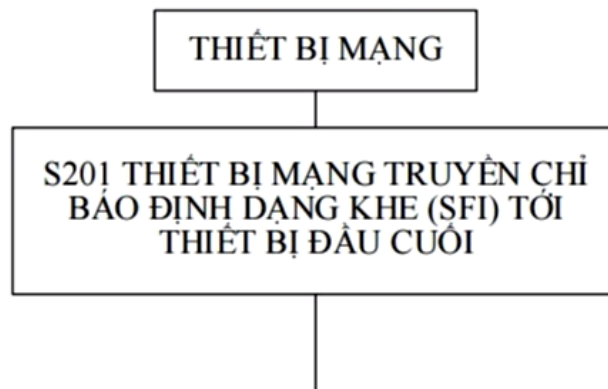 THIẾT BỊ MẠNG
S201 THIẾT BỊ MẠNG TRUYỀN CHỈ
BÁO ĐỊNH DẠNG KHE (SFI) TỚI
THIẾT BỊ ĐẦU CUỐI